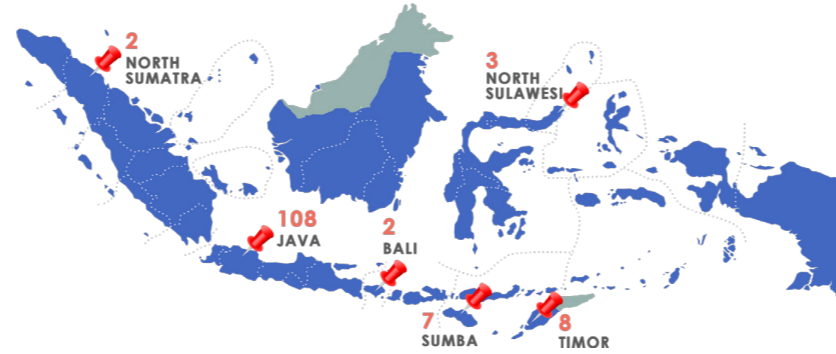 2
NORTH
SUMATRA
3
NORTH
SULAWESI
108
JAVA
2
BALI
7
SUMBA
8
TIMOR